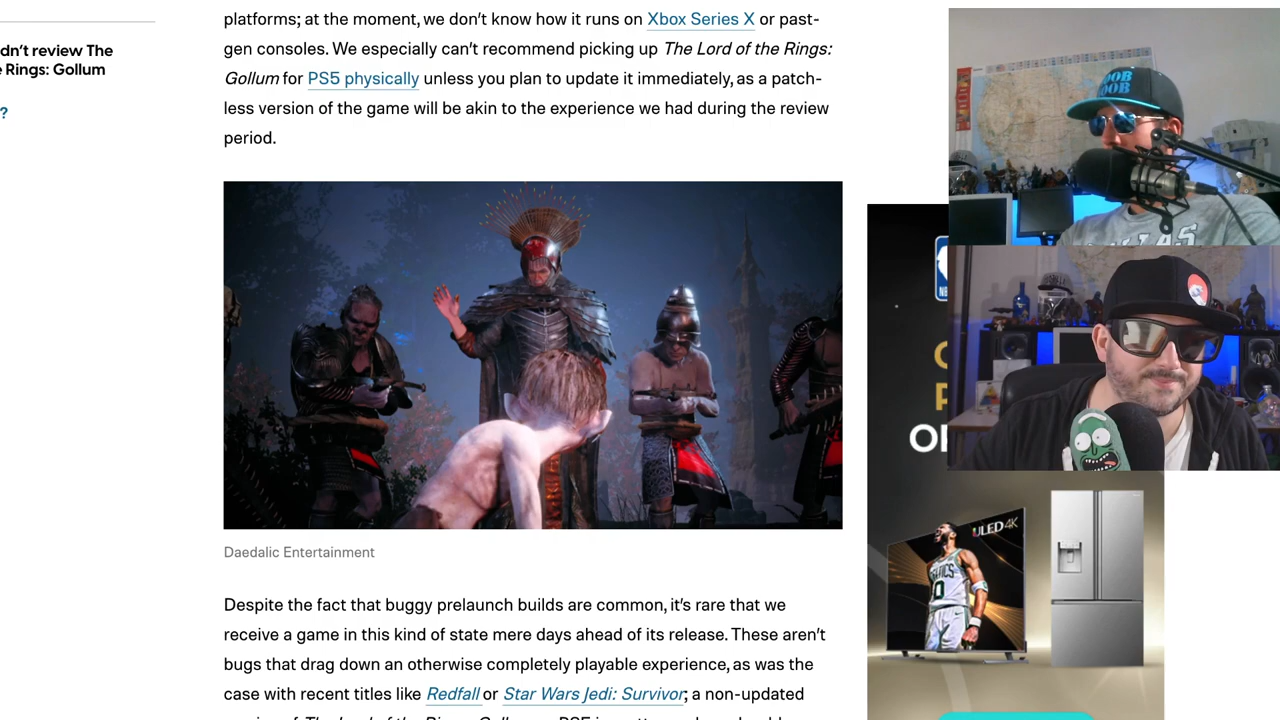 platforms; at the moment, we don't know how it runs on Xbox Series X or past-
gen consoles. We especially can't recommend picking up The Lord of the Rings:
Gollum for PS5 physically unless you plan to update it immediately, as a patch-
less version of the game will be akin to the experience we had during the review
period.
dn't review The
e Rings: Gollum
?
Daedalic Entertainment
Despite the fact that buggy prelaunch builds are common, it's rare that we
receive a game in this kind of state mere days ahead of its release. These aren't
bugs that drag down an otherwise completely playable experience, as was the
case with recent titles like Redfall or Star Wars Jedi: Survivor; a non-updated
NB
ULED 4K
CELTICS
0
DALLAS